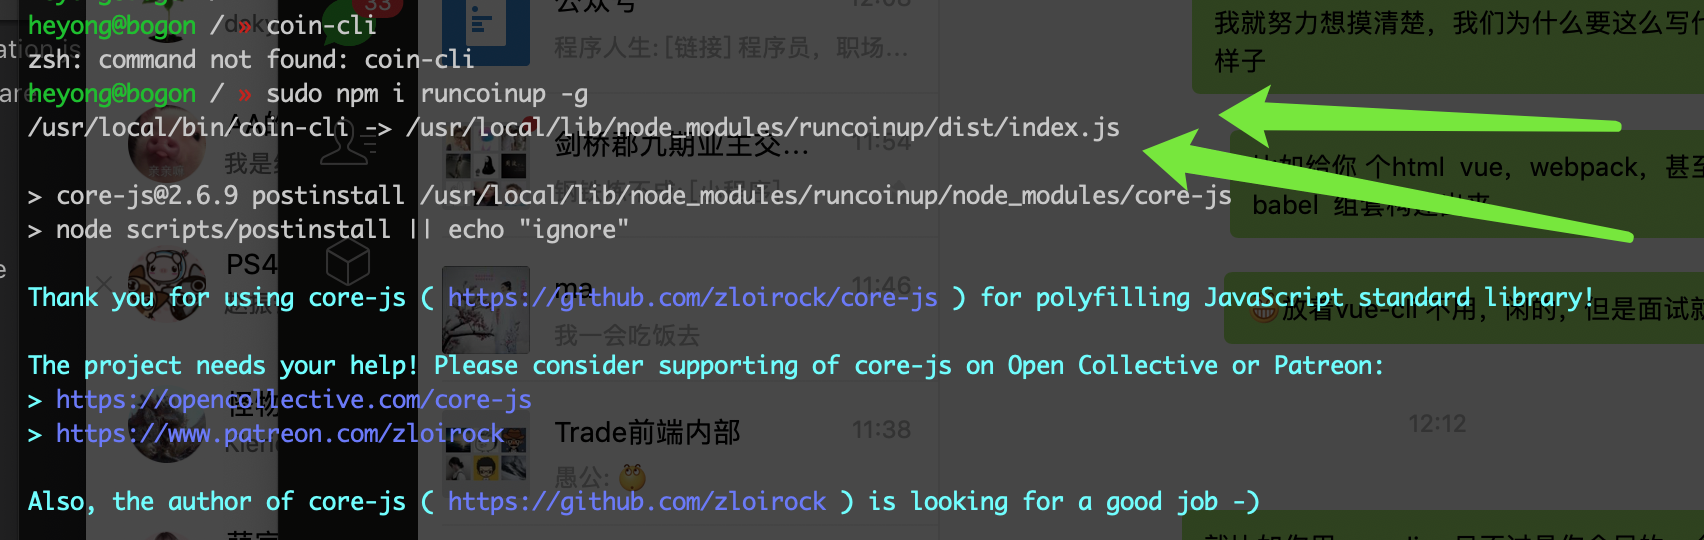 heyong@bogon / » coin-cli
zsh: command not found: coin-cli
heyong@bogon / » sudo npm i runcoinup -g
/usr/local/bin/coin-cli -> /usr/local/lib/node_modules/runcoinup/dist/index.js
> core-js@2.6.9 postinstall /usr/local/lib/node_modules/runcoinup/node_modules/core-js
> node scripts/postinstall || echo "ignore"
Thank you for using core-js ( https://github.com/zloirock/core-js ) for polyfilling JavaScript standard library!
The project needs your help! Please consider supporting of core-js on Open Collective or Patreon:
> https://opencollective.com/core-js
> https://www.patreon.com/zloirock
Also, the author of core-js ( https://github.com/zloirock ) is looking for a good job -)
33
公众号
12:08
程序人生: [链接] 程序员，职场...
我是
剑桥郡九期业主交...
11:54
PS4
ma
11:46
我一会吃饭去
Trade前端内部
11:38
愚公:
我就努力想摸清楚，我们为什么要这么写什
样子
个html vue，webpack，甚至
babel
放着vue-cli 不用，闲的，但是面试就
12:12